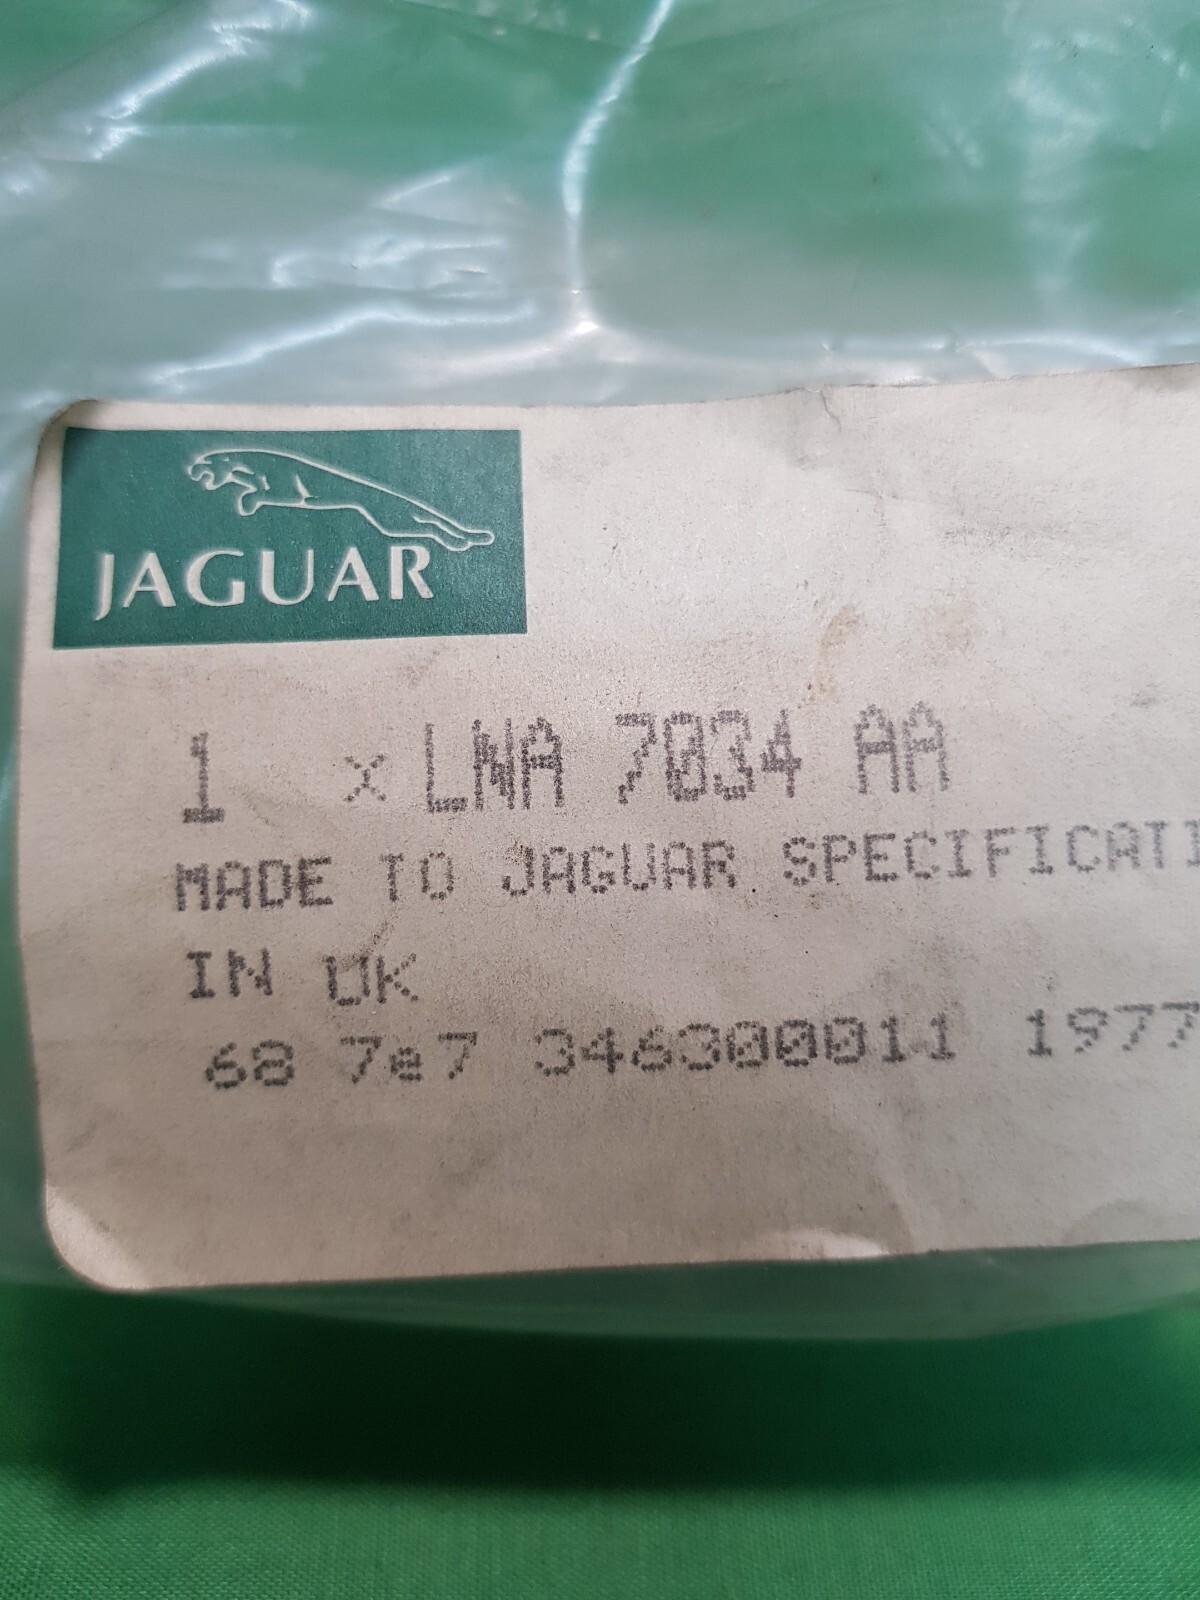 JAGUAR
1 x LNA 7034 AA
MADE TO JAGUAR SPECIFICATI
IN UK
68 7e7 346300011 1977